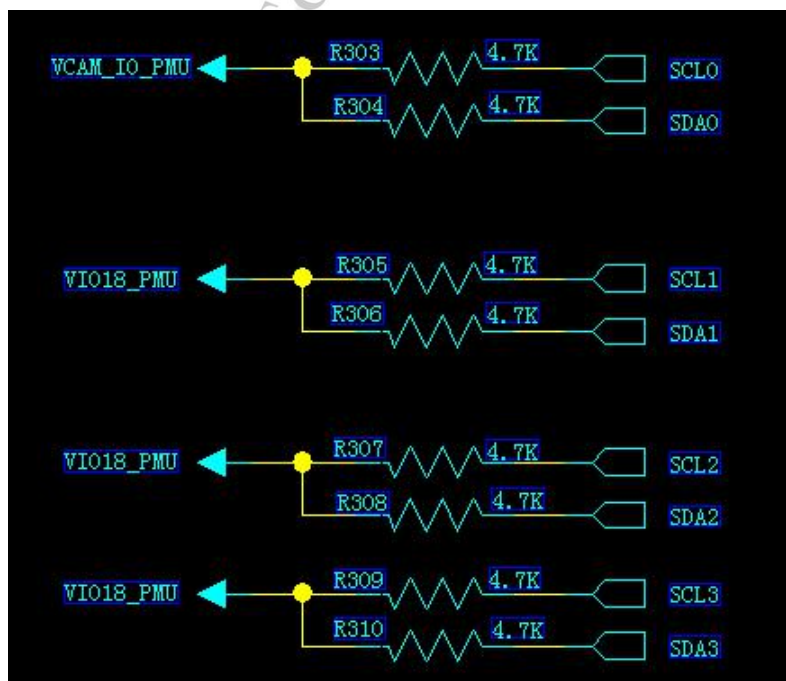 R303 4.7K
VCAM_IO_PMU SCL0
R304 4.7K
SDA0
R305 4.7K
VIO18_PMU SCL1
R306 4.7K
SDA1
R307 4.7K
VIO18_PMU SCL2
R308 4.7K
SDA2
R309 4.7K
VIO18_PMU SCL3
R310 4.7K
SDA3